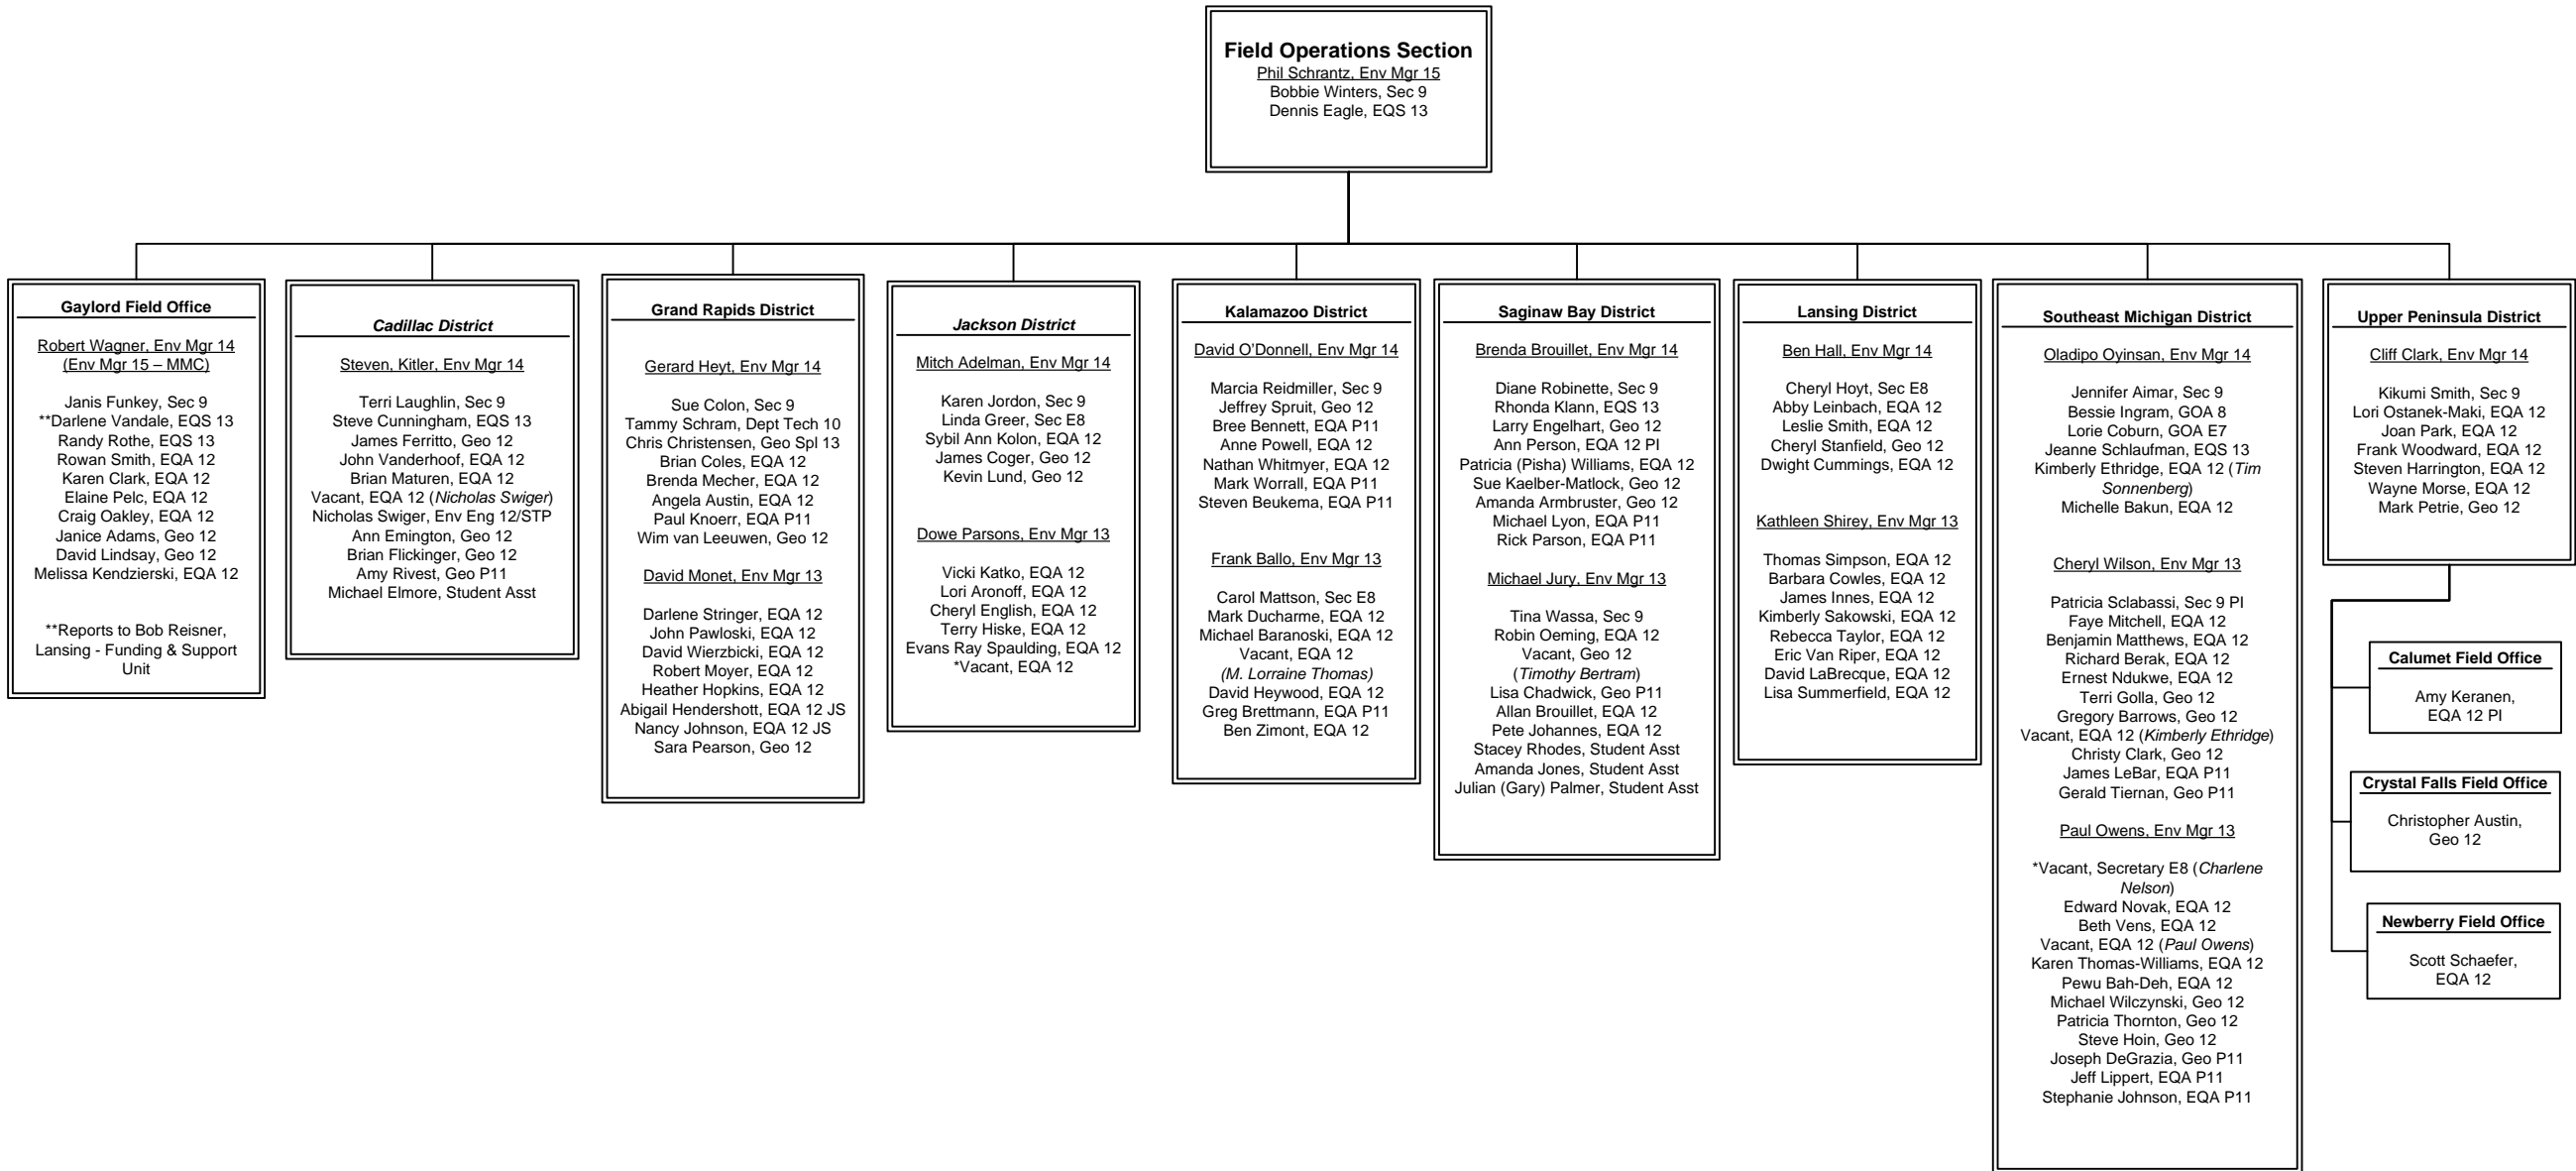 Field Operations Section
Phil Schrantz, Env Mgr 15
Bobbie Winters, Sec 9
Dennis Eagle, EQS 13
Gaylord Field Office
Robert Wagner, Env Mgr 14
(Env Mgr 15 – MMC)
Janis Funkey, Sec 9
**Darlene Vandale, EQS 13
Randy Rothe, EQS 13
Rowan Smith, EQA 12
Karen Clark, EQA 12
Elaine Pelc, EQA 12
Craig Oakley, EQA 12
Janice Adams, Geo 12
David Lindsay, Geo 12
Melissa Kendzierski, EQA 12
**Reports to Bob Reisner,
Lansing - Funding & Support
Unit
Cadillac District
Steven, Kitler, Env Mgr 14
Terri Laughlin, Sec 9
Steve Cunningham, EQS 13
James Ferritto, Geo 12
John Vanderhoof, EQA 12
Brian Maturen, EQA 12
Vacant, EQA 12 (Nicholas Swiger)
Nicholas Swiger, Env Eng 12/STP
Ann Emington, Geo 12
Brian Flickinger, Geo 12
Amy Rivest, Geo P11
Michael Elmore, Student Asst
Grand Rapids District
Gerard Heyt, Env Mgr 14
Sue Colon, Sec 9
Tammy Schram, Dept Tech 10
Chris Christensen, Geo Spl 13
Brian Coles, EQA 12
Brenda Mecher, EQA 12
Angela Austin, EQA 12
Paul Knoerr, EQA P11
Wim van Leeuwen, Geo 12
David Monet, Env Mgr 13
Darlene Stringer, EQA 12
John Pawloski, EQA 12
David Wierzbicki, EQA 12
Robert Moyer, EQA 12
Heather Hopkins, EQA 12
Abigail Hendershott, EQA 12 JS
Nancy Johnson, EQA 12 JS
Sara Pearson, Geo 12
Jackson District
Mitch Adelman, Env Mgr 14
Karen Jordon, Sec 9
Linda Greer, Sec E8
Sybil Ann Kolon, EQA 12
James Coger, Geo 12
Kevin Lund, Geo 12
Dowe Parsons, Env Mgr 13
Vicki Katko, EQA 12
Lori Aronoff, EQA 12
Cheryl English, EQA 12
Terry Hiske, EQA 12
Evans Ray Spaulding, EQA 12
*Vacant, EQA 12
Kalamazoo District
David O’Donnell, Env Mgr 14
Marcia Reidmiller, Sec 9
Jeffrey Spruit, Geo 12
Bree Bennett, EQA P11
Anne Powell, EQA 12
Nathan Whitmyer, EQA 12
Mark Worrall, EQA P11
Steven Beukema, EQA P11
Frank Ballo, Env Mgr 13
Carol Mattson, Sec E8
Mark Ducharme, EQA 12
Michael Baranoski, EQA 12
Vacant, EQA 12
(M. Lorraine Thomas)
David Heywood, EQA 12
Greg Brettmann, EQA P11
Ben Zimont, EQA 12
Saginaw Bay District
Brenda Brouillet, Env Mgr 14
Diane Robinette, Sec 9
Rhonda Klann, EQS 13
Larry Engelhart, Geo 12
Ann Person, EQA 12 PI
Patricia (Pisha) Williams, EQA 12
Sue Kaelber-Matlock, Geo 12
Amanda Armbruster, Geo 12
Michael Lyon, EQA P11
Rick Parson, EQA P11
Michael Jury, Env Mgr 13
Tina Wassa, Sec 9
Robin Oeming, EQA 12
Vacant, Geo 12
(Timothy Bertram)
Lisa Chadwick, Geo P11
Allan Brouillet, EQA 12
Pete Johannes, EQA 12
Stacey Rhodes, Student Asst
Amanda Jones, Student Asst
Julian (Gary) Palmer, Student Asst
Lansing District
Ben Hall, Env Mgr 14
Cheryl Hoyt, Sec E8
Abby Leinbach, EQA 12
Leslie Smith, EQA 12
Cheryl Stanfield, Geo 12
Dwight Cummings, EQA 12
Kathleen Shirey, Env Mgr 13
Thomas Simpson, EQA 12
Barbara Cowles, EQA 12
James Innes, EQA 12
Kimberly Sakowski, EQA 12
Rebecca Taylor, EQA 12
Eric Van Riper, EQA 12
David LaBrecque, EQA 12
Lisa Summerfield, EQA 12
Southeast Michigan District
Oladipo Oyinsan, Env Mgr 14
Jennifer Aimar, Sec 9
Bessie Ingram, GOA 8
Lorie Coburn, GOA E7
Jeanne Schlaufman, EQS 13
Kimberly Ethridge, EQA 12 (Tim
Sonnenberg)
Michelle Bakun, EQA 12
Cheryl Wilson, Env Mgr 13
Patricia Sclabassi, Sec 9 PI
Faye Mitchell, EQA 12
Benjamin Matthews, EQA 12
Richard Berak, EQA 12
Ernest Ndukwe, EQA 12
Terri Golla, Geo 12
Gregory Barrows, Geo 12
Vacant, EQA 12 (Kimberly Ethridge)
Christy Clark, Geo 12
James LeBar, EQA P11
Gerald Tiernan, Geo P11
Paul Owens, Env Mgr 13
*Vacant, Secretary E8 (Charlene
Nelson)
Edward Novak, EQA 12
Beth Vens, EQA 12
Vacant, EQA 12 (Paul Owens)
Karen Thomas-Williams, EQA 12
Pewu Bah-Deh, EQA 12
Michael Wilczynski, Geo 12
Patricia Thornton, Geo 12
Steve Hoin, Geo 12
Joseph DeGrazia, Geo P11
Jeff Lippert, EQA P11
Stephanie Johnson, EQA P11
Upper Peninsula District
Cliff Clark, Env Mgr 14
Kikumi Smith, Sec 9
Lori Ostanek-Maki, EQA 12
Joan Park, EQA 12
Frank Woodward, EQA 12
Steven Harrington, EQA 12
Wayne Morse, EQA 12
Mark Petrie, Geo 12
Calumet Field Office
Amy Keranen,
EQA 12 PI
Crystal Falls Field Office
Christopher Austin,
Geo 12
Newberry Field Office
Scott Schaefer,
EQA 12